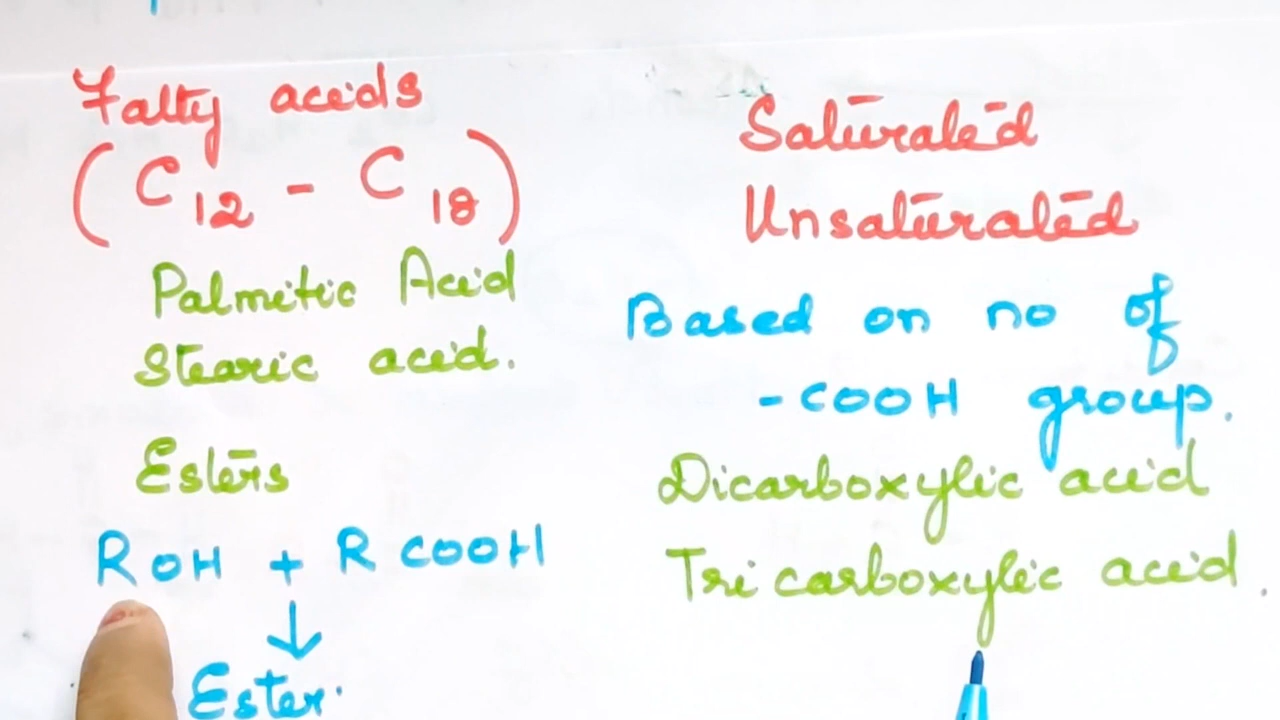 Fatty acids
(C12 - C18)
Palmitic Acid
Stearic acid.
Esters
ROH + RCOOH
↓
Ester.
Saturated
Unsaturated
Based on no of
-COOH group.
Dicarboxylic acid
Tricarboxylic acid.